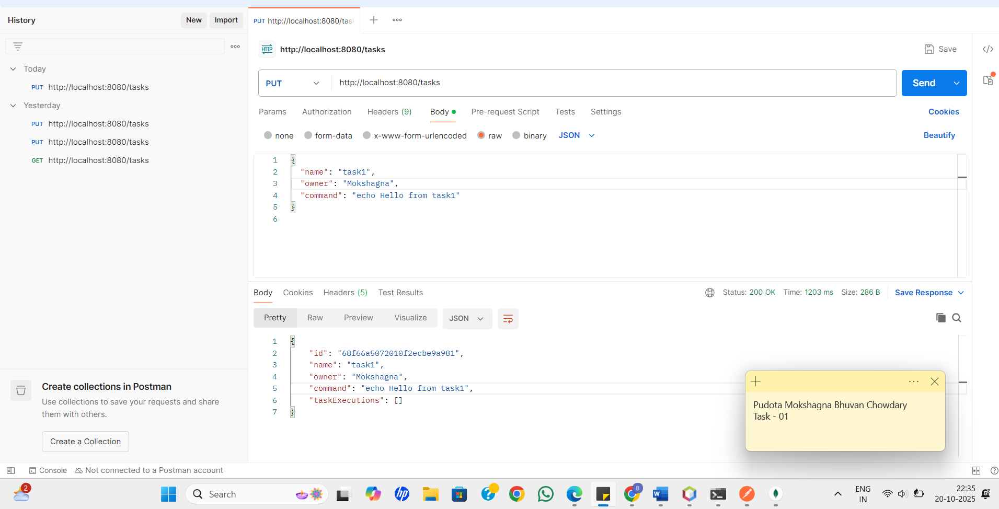 History
New
Import
PUT http://localhost:8080/tas
HTTP http://localhost:8080/tasks
Save
Today
PUT http://localhost:8080/tasks
Yesterday
PUT http://localhost:8080/tasks
PUT http://localhost:8080/tasks
GET http://localhost:8080/tasks
PUT
http://localhost:8080/tasks
Send
Params Authorization Headers (9) Body Pre-request Script Tests Settings
Cookies
none form-data x-www-form-urlencoded raw binary JSON
Beautify
1 {
2 "name": "task1",
3 "owner": "Mokshagna",
4 "command": "echo Hello from task1"
5 }
6
Body Cookies Headers (5) Test Results
Status: 200 OK Time: 1203 ms Size: 286 B
Save Response
Pretty Raw Preview Visualize JSON
1 {
2 "id": "68f66a5072010f2ecbe9a981",
3 "name": "task1",
4 "owner": "Mokshagna",
5 "command": "echo Hello from task1",
6 "taskExecutions": []
7 }
Pudota Mokshagna Bhuvan Chowdary
Task - 01
Create collections in Postman
Use collections to save your requests and share
them with others.
Create a Collection
Console
Not connected to a Postman account
2
Search
hp
B
W
ENG
IN
22:35
20-10-2025